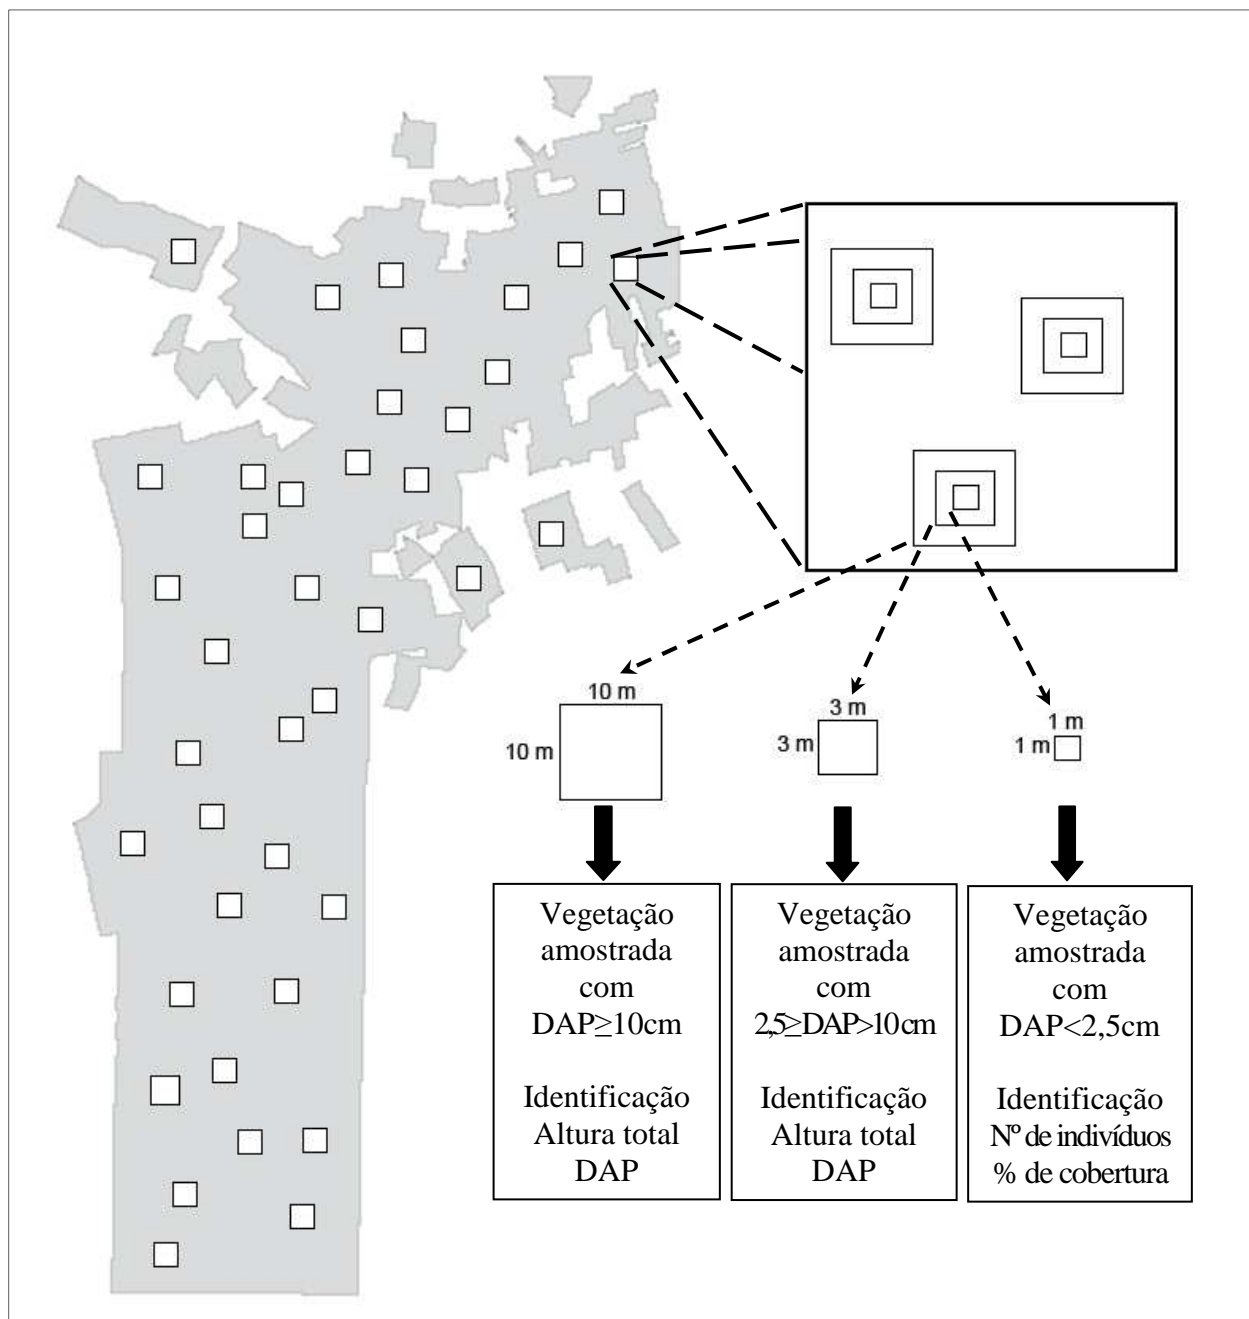 10 m
10 m
3 m
3 m
1 m
1 m
Vegetação
amostrada
com
DAP≥10cm
Identificação
Altura total
DAP
Vegetação
amostrada
com
2,5≥DAP>10cm
Identificação
Altura total
DAP
Vegetação
amostrada
com
DAP<2,5cm
Identificação
Nº de indivíduos
% de cobertura